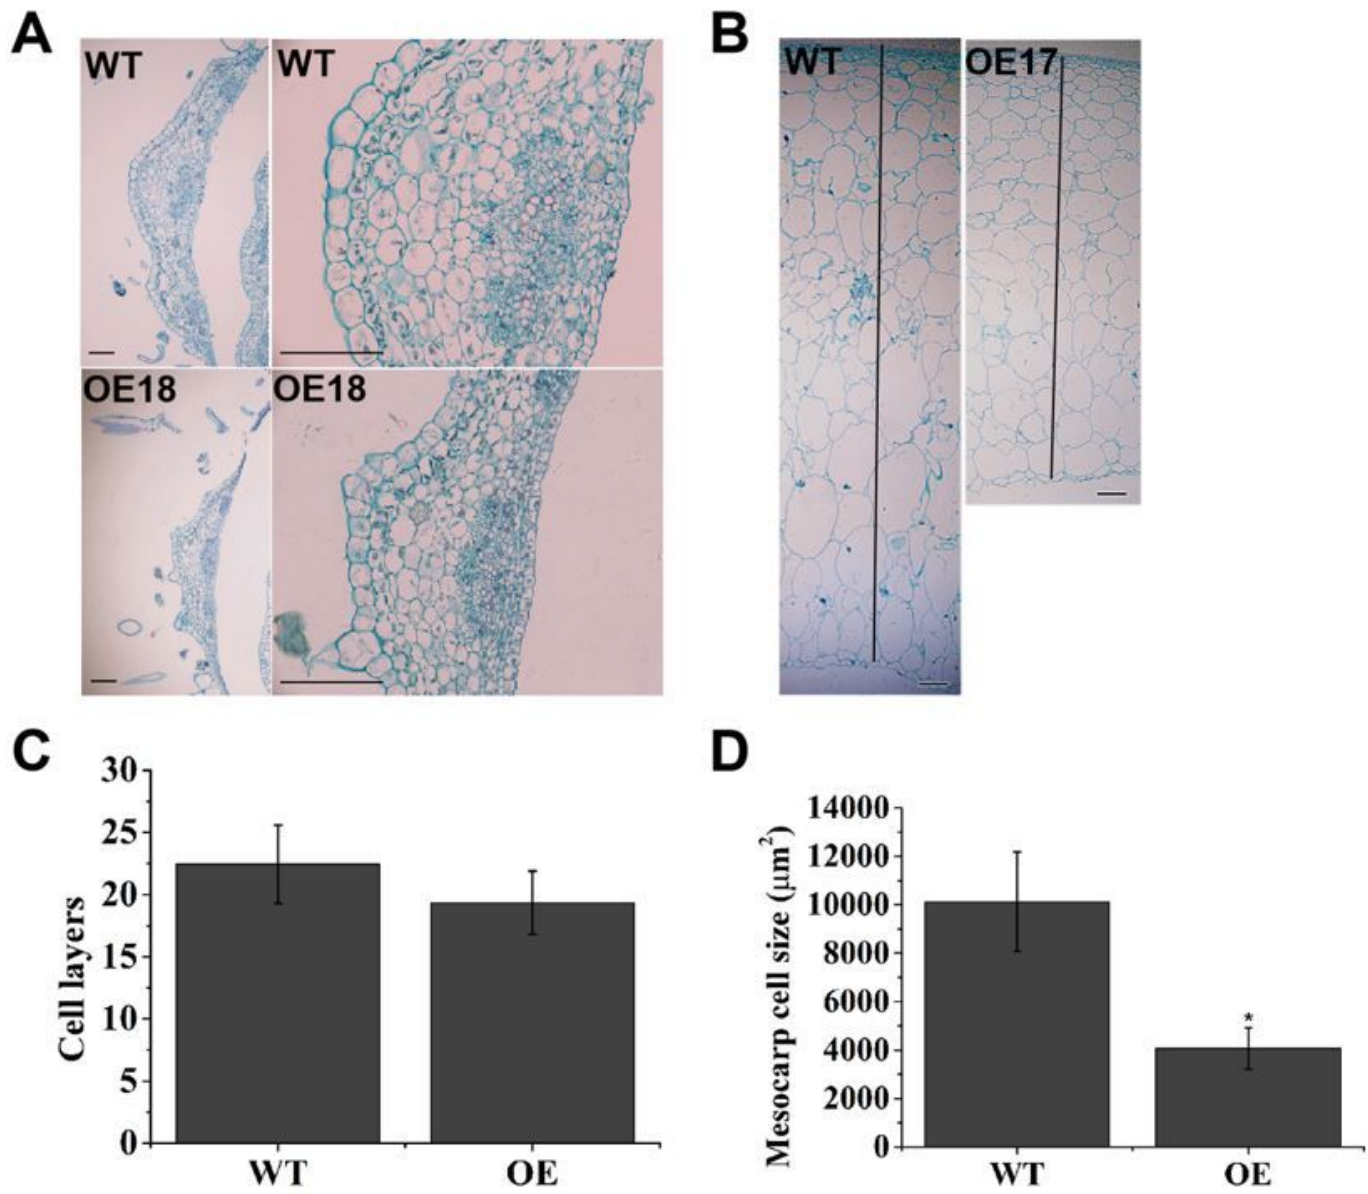 A
WT
WT
OE18
OE18
B
WT
OE17
C
30
25
20
15
10
5
0
Cell layers
WT
OE
D
14000
12000
10000
8000
6000
4000
2000
0
Mesocarp cell size (μm²)
*
WT
OE